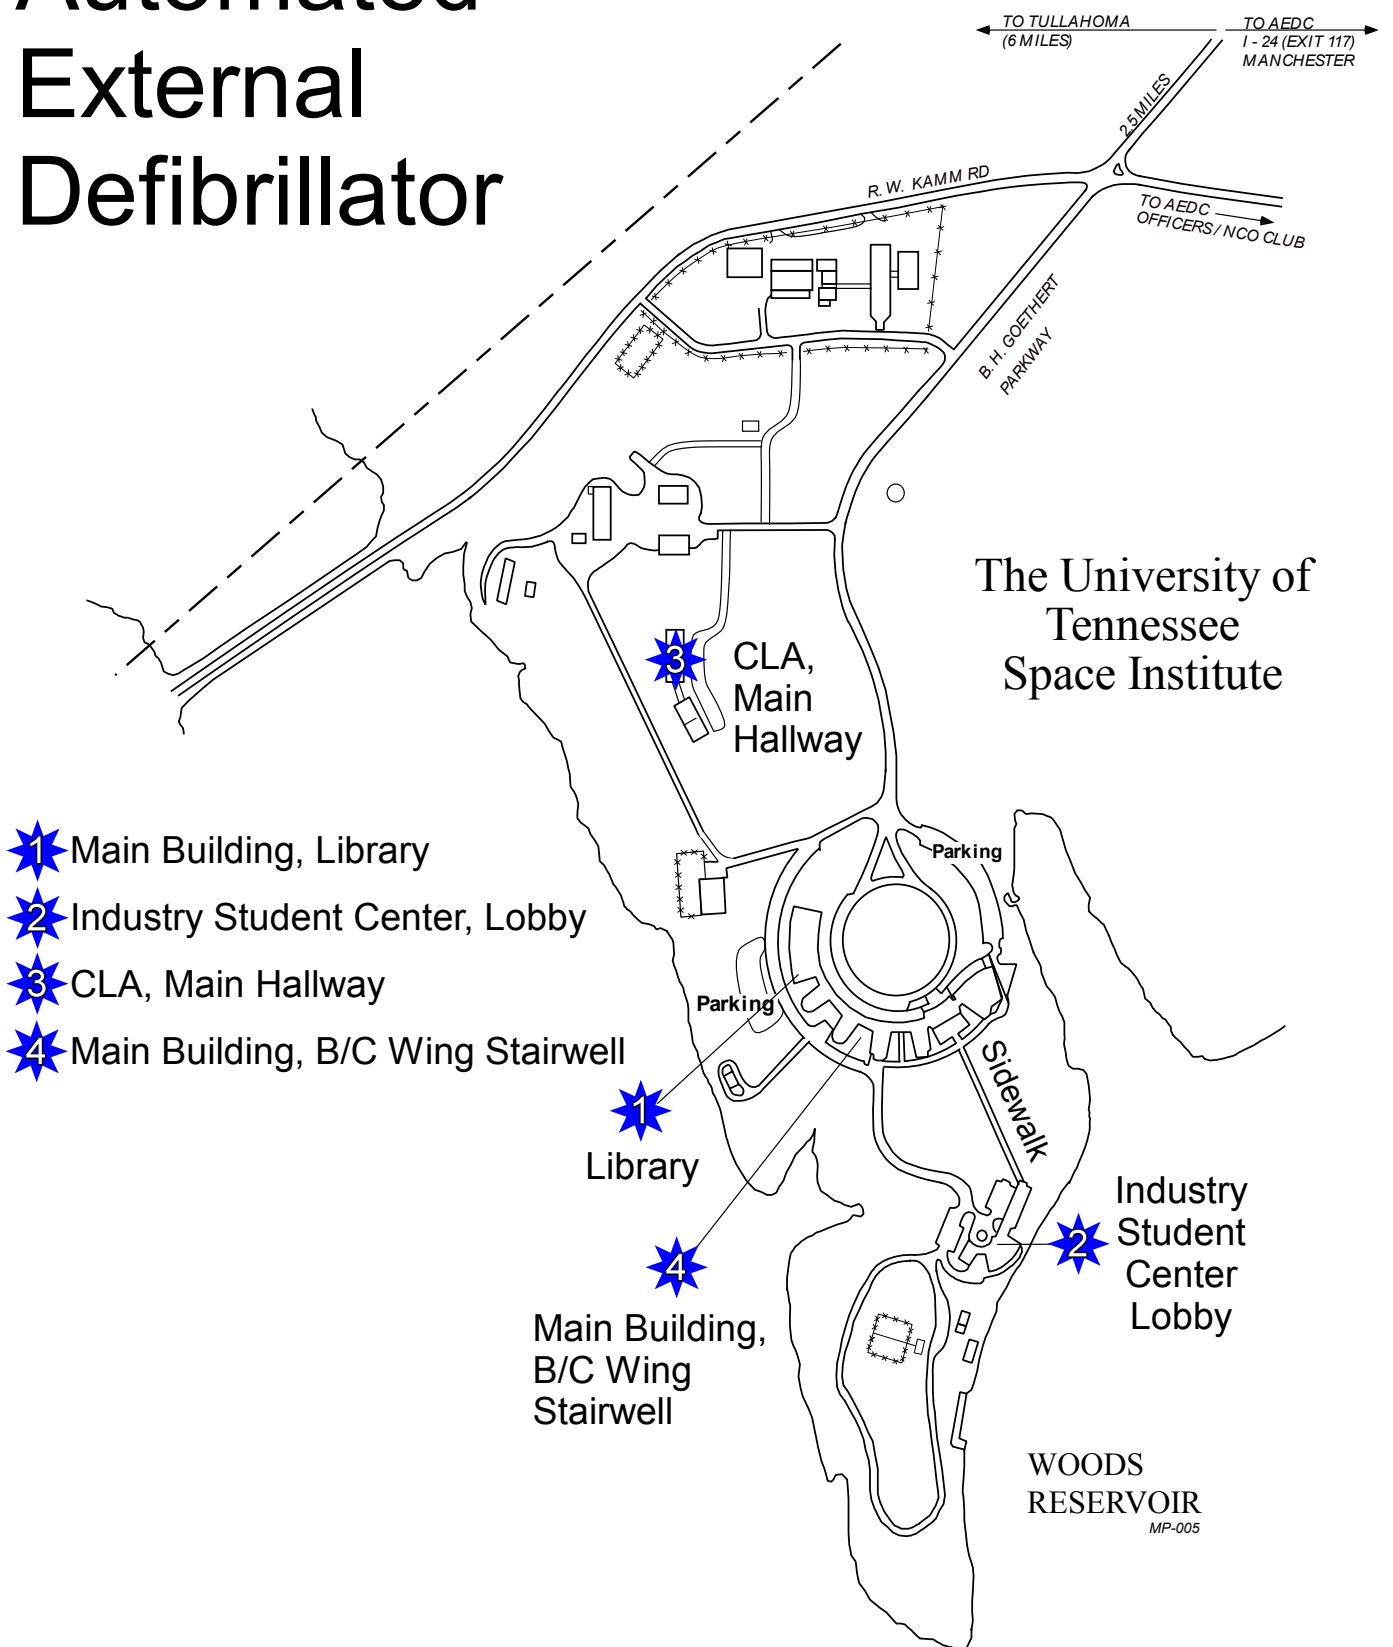 Automated
External
Defibrillator
TO TULLAHOMA
(6 MILES)
TO AEDC
I - 24 (EXIT 117)
MANCHESTER
2.5 MILES
R. W. KAMM RD
TO AEDC
OFFICERS / NCO CLUB
B. H. GOETHERT
PARKWAY
The University of
Tennessee
Space Institute
3
CLA,
Main
Hallway
1 Main Building, Library
2 Industry Student Center, Lobby
3 CLA, Main Hallway
4 Main Building, B/C Wing Stairwell
Parking
Parking
Sidewalk
1
Library
2
Industry
Student
Center
Lobby
4
Main Building,
B/C Wing
Stairwell
WOODS
RESERVOIR
MP-005